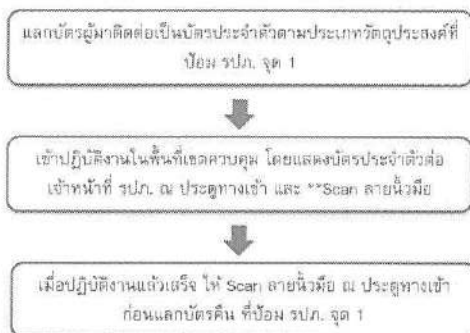 แลกบัตรผู้มาติดต่อเป็นบัตรประจำตัวตามประเภทวัตถุประสงค์ที่
ป้อม รปภ. จุด 1
เข้าปฏิบัติงานในพื้นที่เขตควบคุม โดยแสดงบัตรประจำตัวต่อ
เจ้าหน้าที่ รปภ. ณ ประตูทางเข้า และ **Scan ลายนิ้วมือ
เมื่อปฏิบัติงานแล้วเสร็จ ให้ Scan ลายนิ้วมือ ณ ประตูทางเข้า
ก่อนแลกบัตรคืน ที่ป้อม รปภ. จุด 1